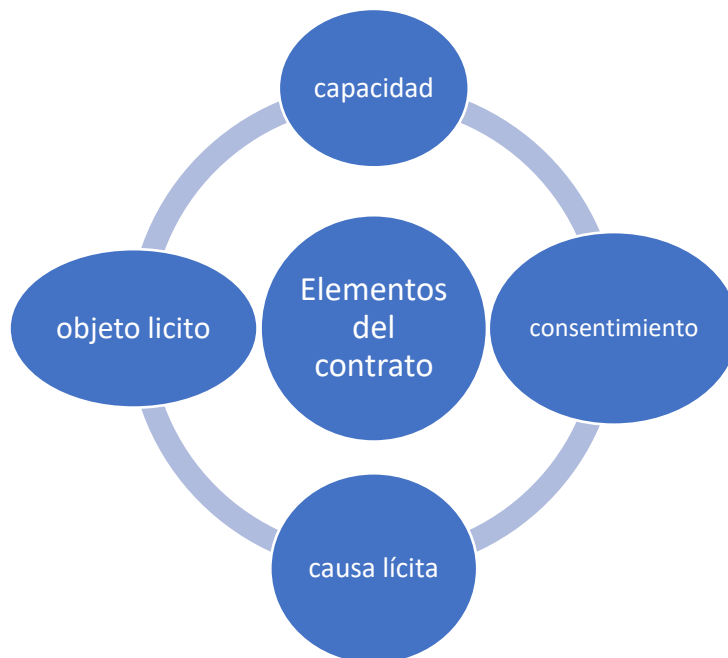 capacidad
Elementos
del
contrato
objeto licito
consentimiento
causa lícita